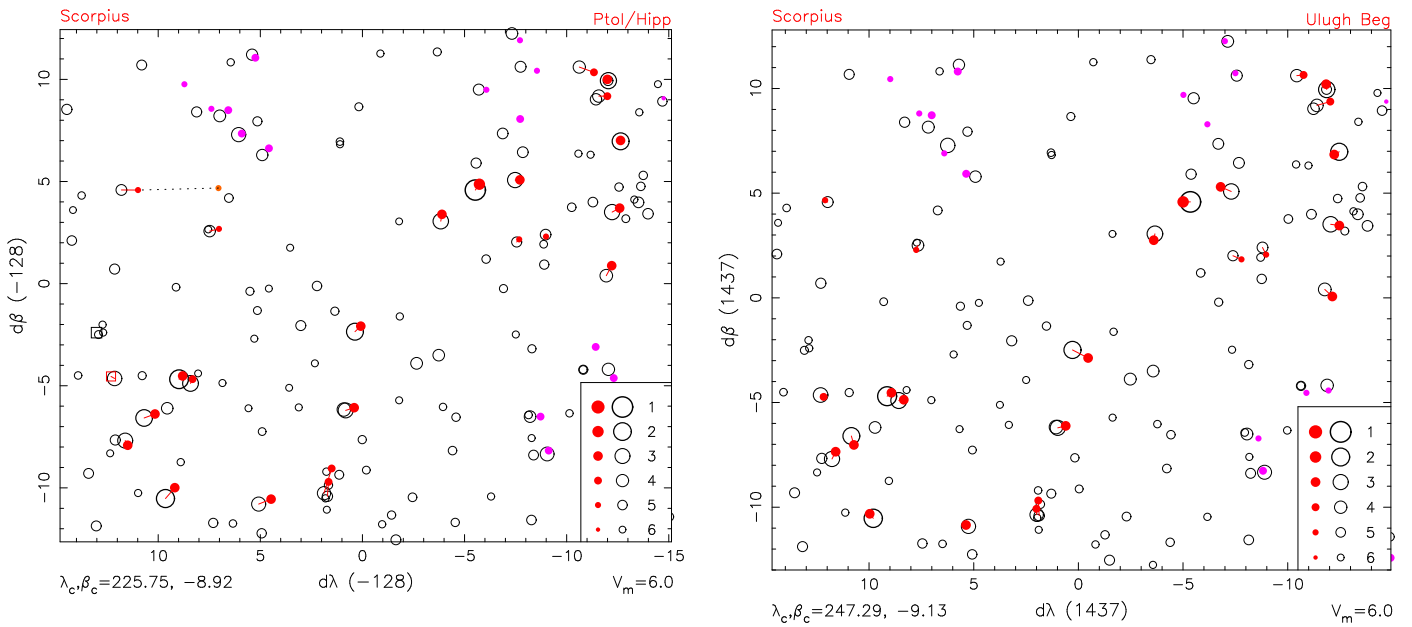 Scorpius Ptol/Hipp
10
5
0
-5
-10
dβ (-128)
1
2
3
4
5
6
10 5 0 -5 -10 -15
λc,βc=225.75, -8.92 dλ (-128) Vm=6.0
Scorpius Ulugh Beg
10
5
0
-5
-10
dβ (1437)
1
2
3
4
5
6
10 5 0 -5 -10
λc,βc=247.29, -9.13 dλ (1437) Vm=6.0